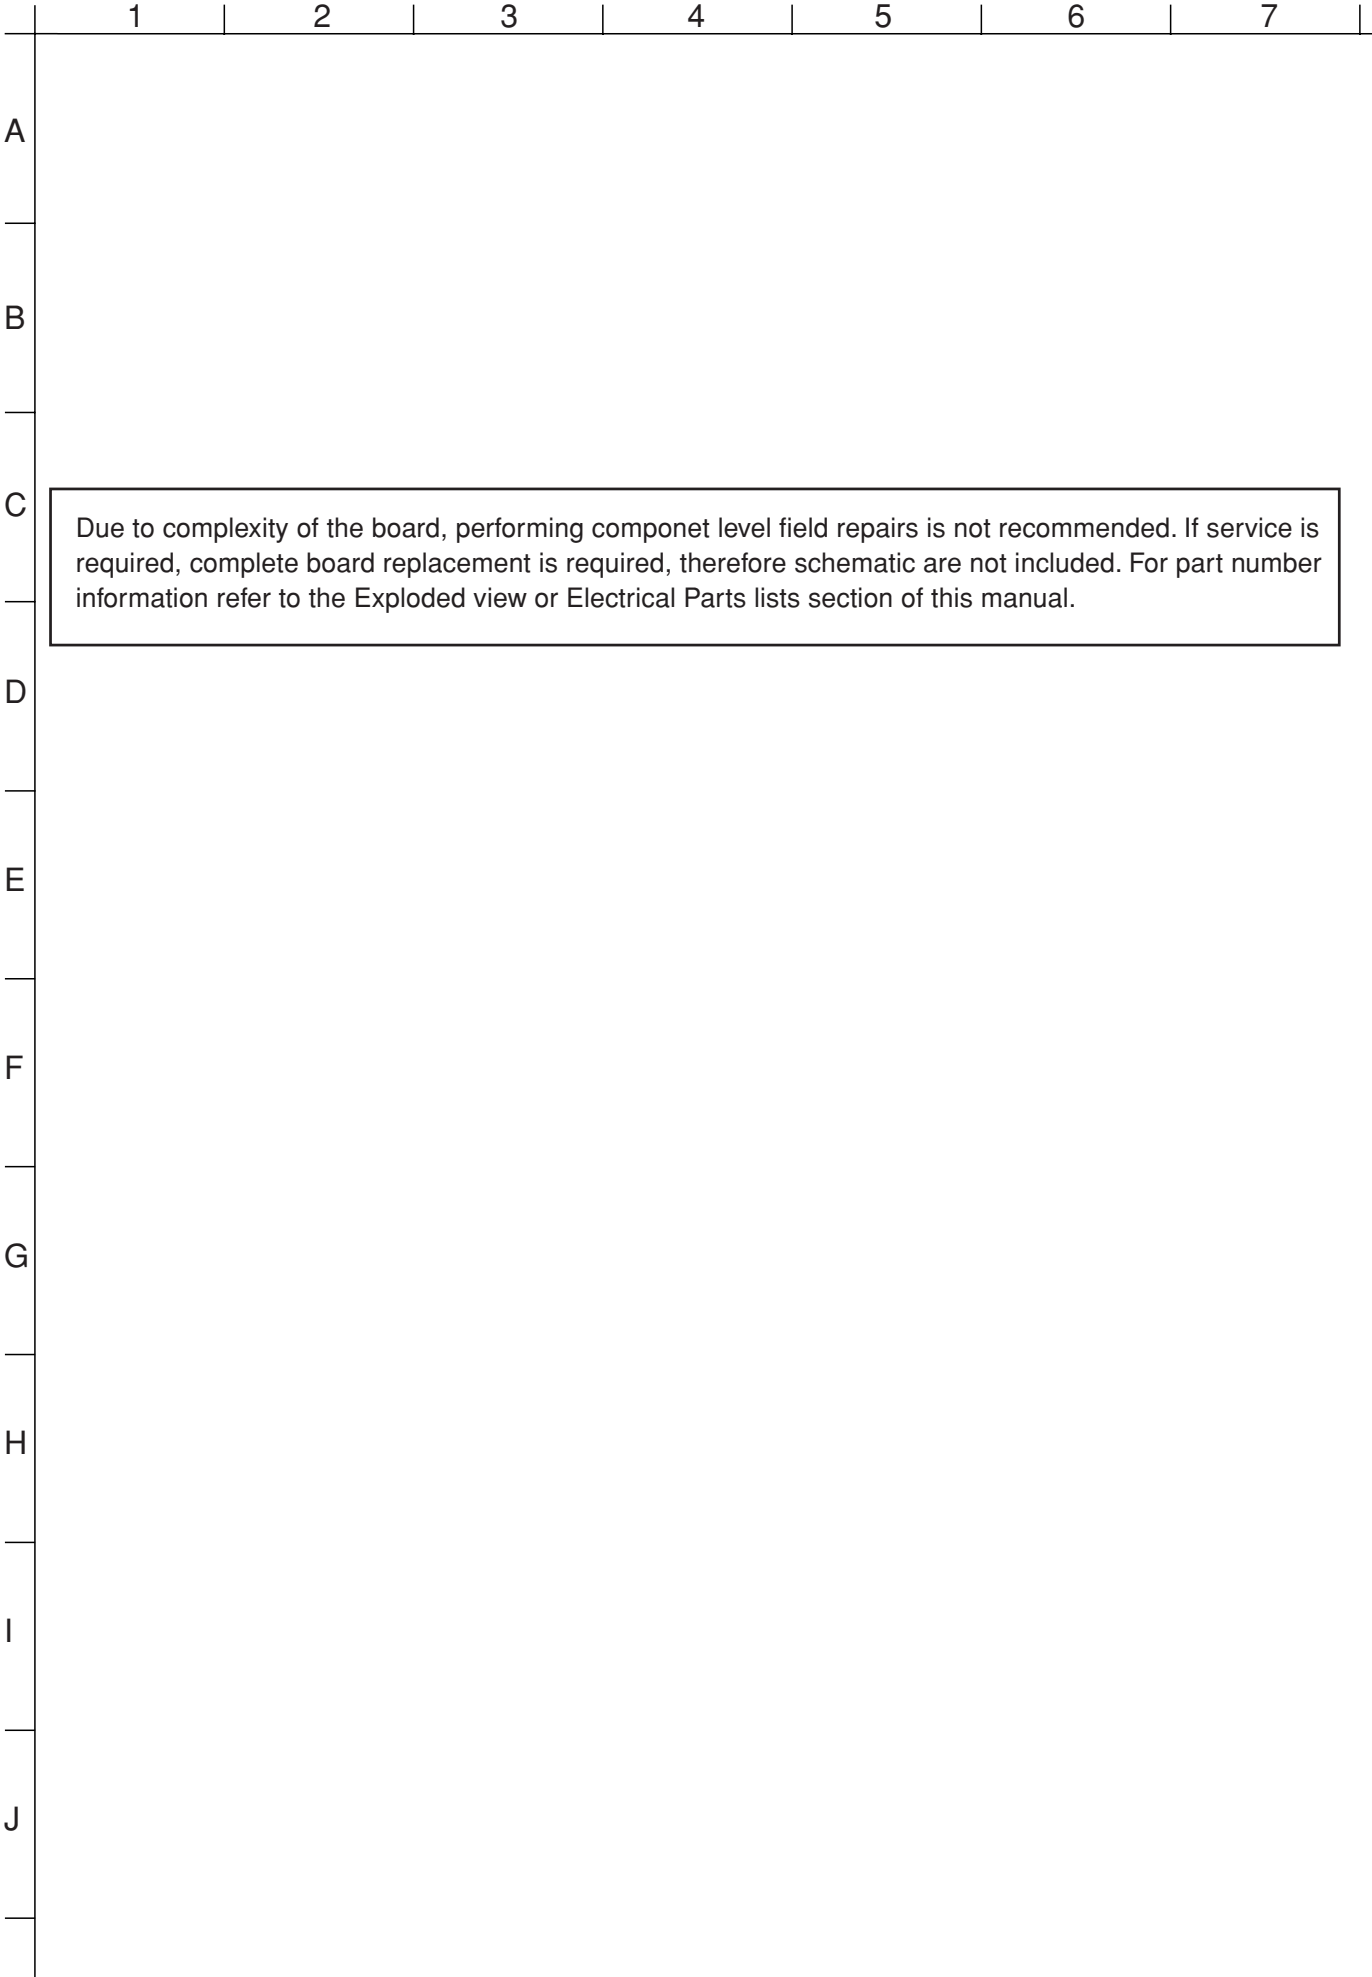 1 2 3 4 5 6 7
A
B
C
Due to complexity of the board, performing componet level field repairs is not recommended. If service is
required, complete board replacement is required, therefore schematic are not included. For part number
information refer to the Exploded view or Electrical Parts lists section of this manual.
D
E
F
G
H
I
J